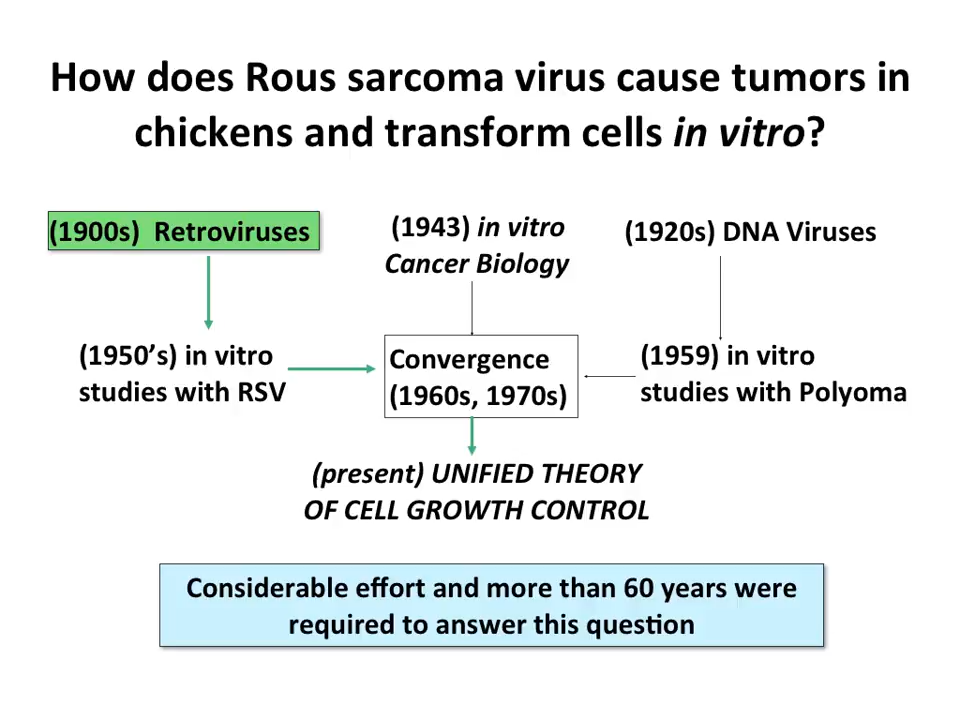 How does Rous sarcoma virus cause tumors in
chickens and transform cells in vitro?
(1900s) Retroviruses
(1943) in vitro
Cancer Biology
(1920s) DNA Viruses
(1950’s) in vitro
studies with RSV
Convergence
(1960s, 1970s)
(1959) in vitro
studies with Polyoma
(present) UNIFIED THEORY
OF CELL GROWTH CONTROL
Considerable effort and more than 60 years were
required to answer this question